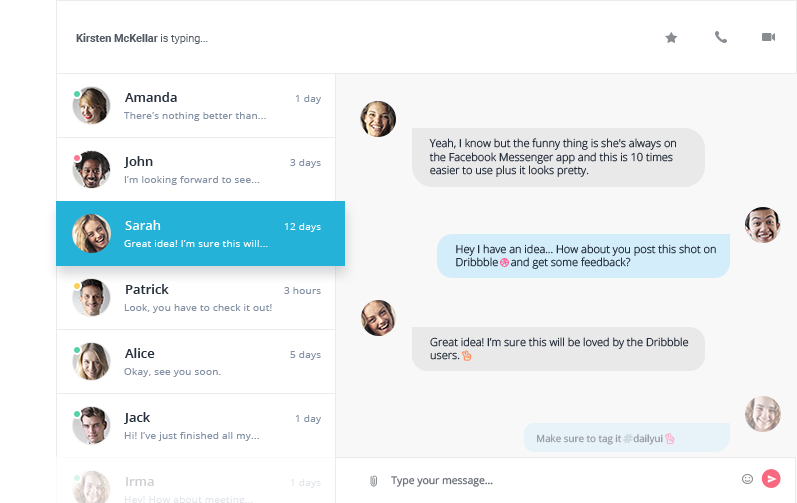 Kirsten McKellar is typing...
Amanda
1 day
There's nothing better than...
John
3 days
I'm looking forward to see...
Sarah
12 days
Great idea! I'm sure this will...
Patrick
3 hours
Look, you have to check it out!
Alice
5 days
Okay, see you soon.
Jack
1 day
Hi! I've just finished all my...
Irma
1 days
Hey! How about meeting...
Yeah, I know but the funny thing is she's always on
the Facebook Messenger app and this is 10 times
easier to use plus it looks pretty.
Hey I have an idea... How about you post this shot on
Dribbble and get some feedback?
Great idea! I'm sure this will be loved by the Dribbble
users.
Make sure to tag it #dailyui
Type your message...